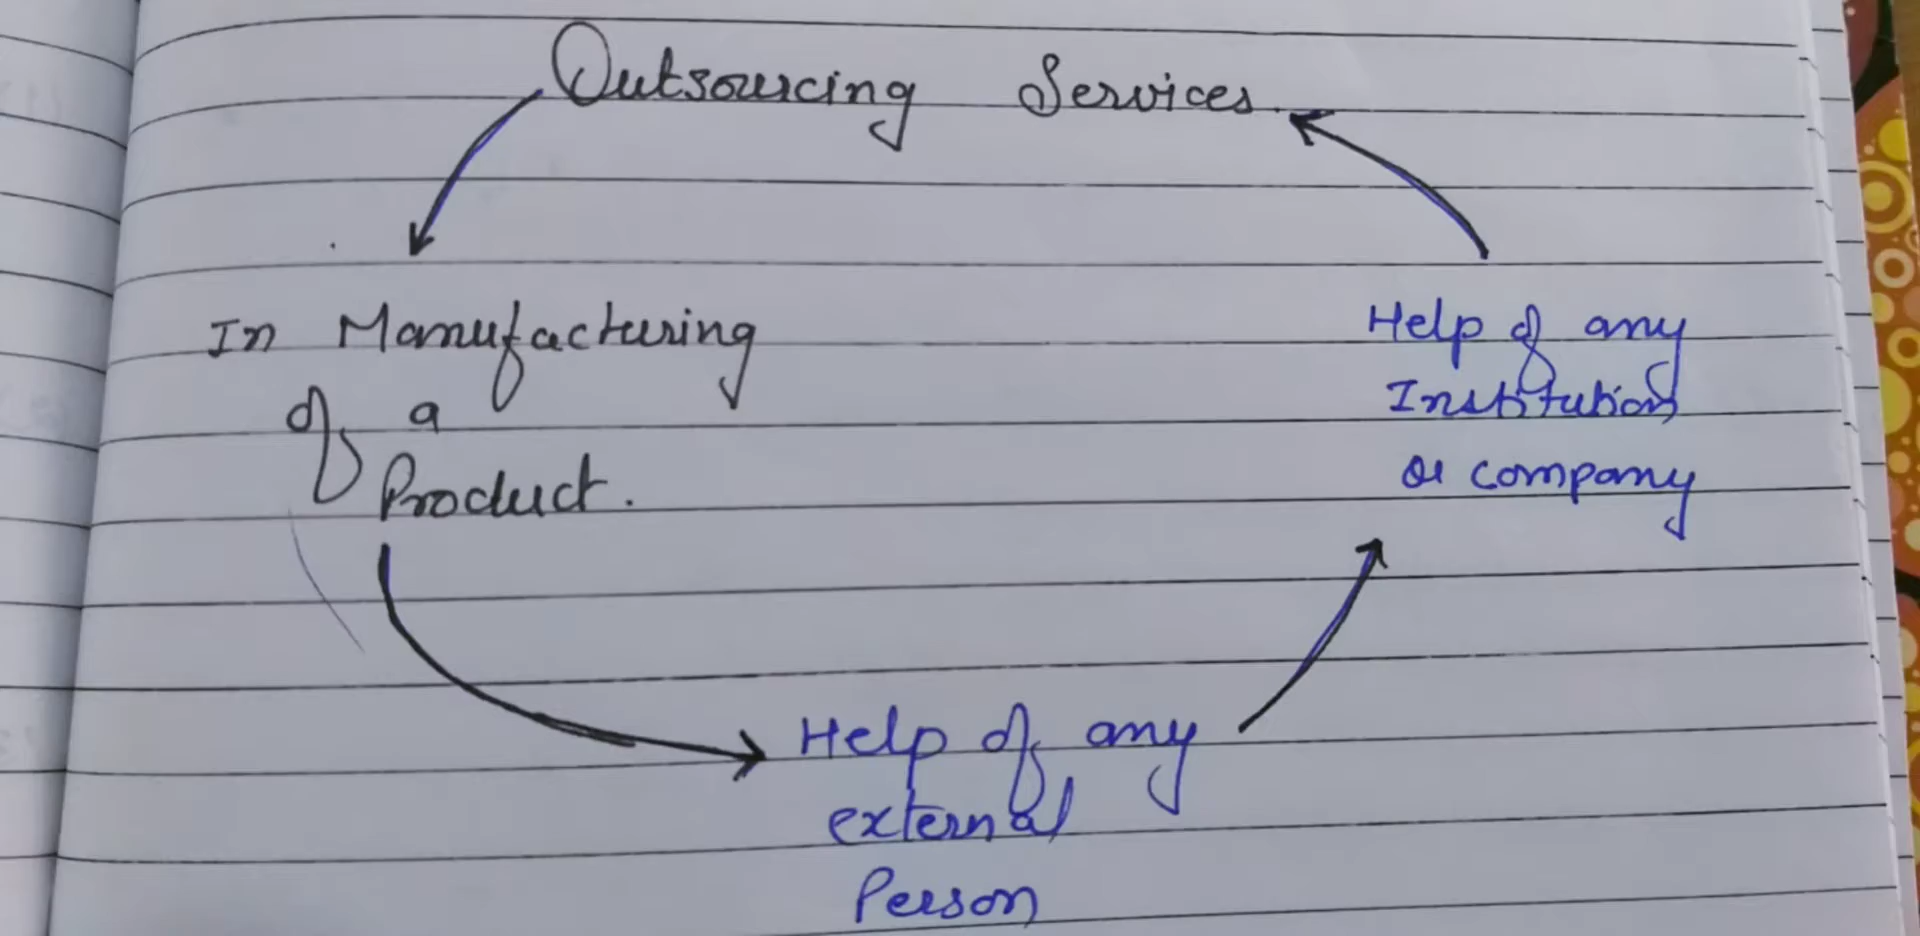 Outsourcing Services.
In Manufacturing
of a
Product.
Help of any
external
Person
Help of any
Institution
or company